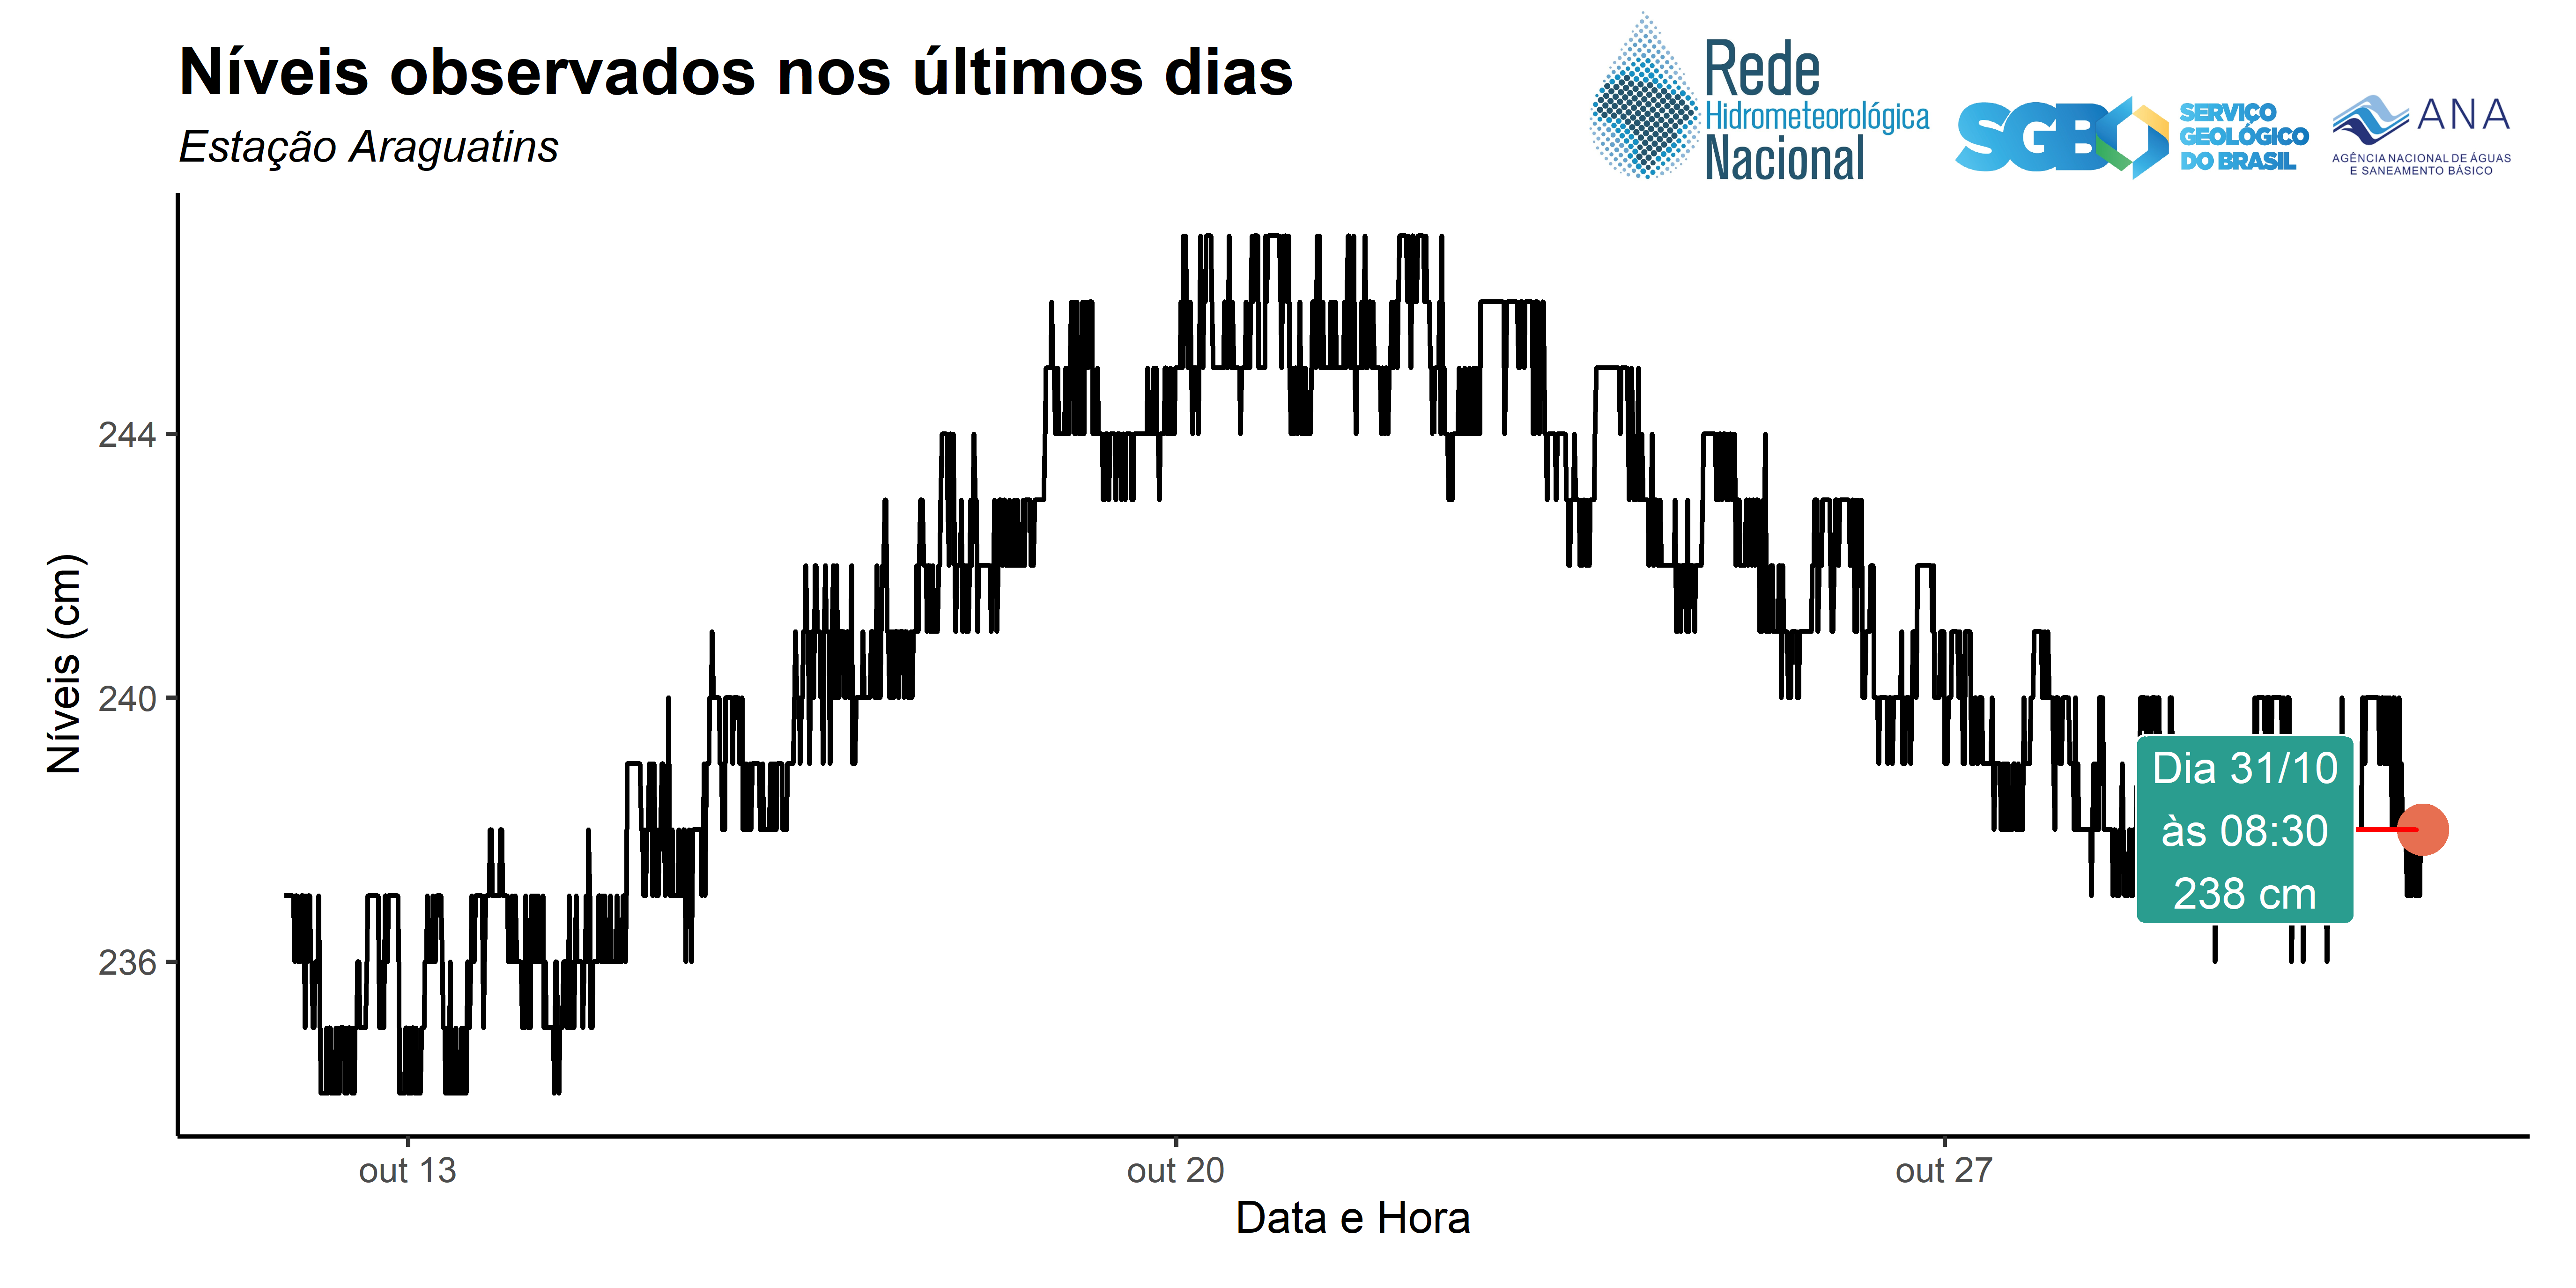 Níveis observados nos últimos dias
Estação Araguatins
Rede
Hidrometeorológica
Nacional
SGB
SERVIÇO
GEOLÓGICO
DO BRASIL
ANA
AGÊNCIA NACIONAL DE ÁGUAS
E SANEAMENTO BÁSICO
Níveis (cm)
244
240
236
Dia 31/10
às 08:30
238 cm
out 13
out 20
out 27
Data e Hora